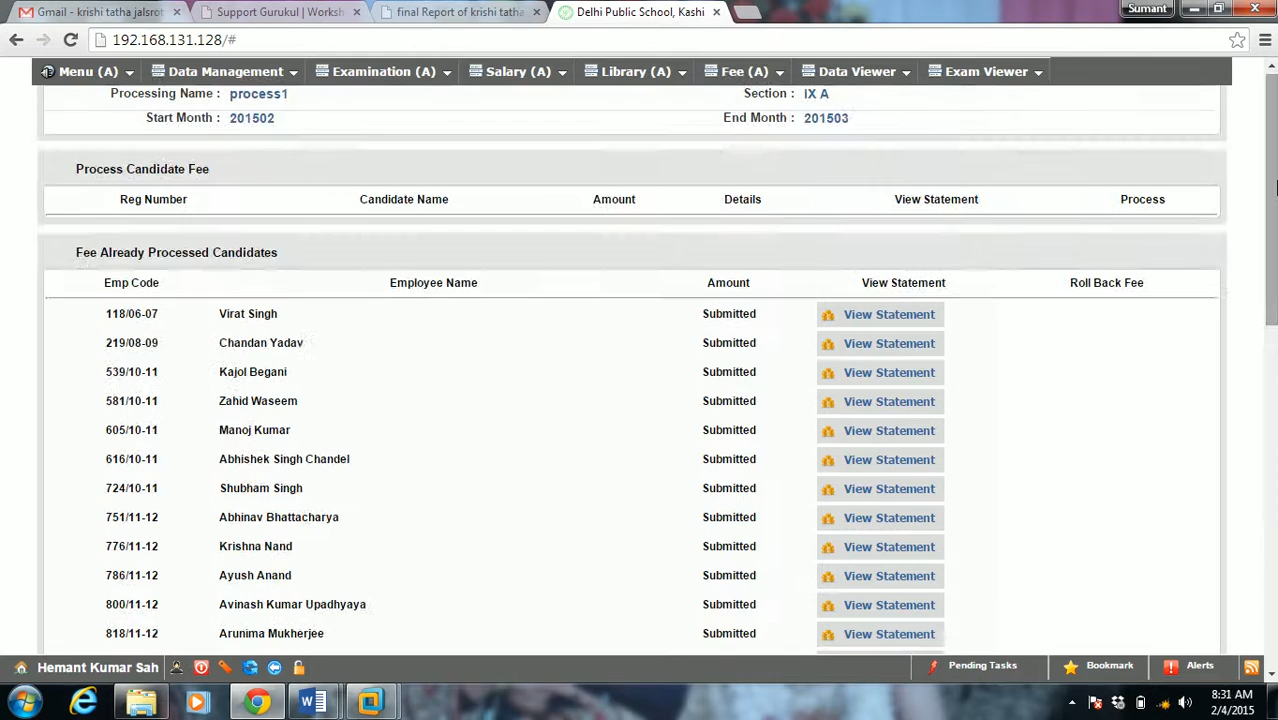 Gmail - krishi tatha jalsrot
Support Gurukul | Worksh
final Report of krishi tatha
Delhi Public School, Kashi
Sumant
192.168.131.128/#
Menu (A)
Data Management
Examination (A)
Salary (A)
Library (A)
Fee (A)
Data Viewer
Exam Viewer
Processing Name : process1
Section : IX A
Start Month : 201502
End Month : 201503
Process Candidate Fee
Reg Number Candidate Name Amount Details View Statement Process
Fee Already Processed Candidates
Emp Code Employee Name Amount View Statement Roll Back Fee
118/06-07 Virat Singh Submitted View Statement
219/08-09 Chandan Yadav Submitted View Statement
539/10-11 Kajol Begani Submitted View Statement
581/10-11 Zahid Waseem Submitted View Statement
605/10-11 Manoj Kumar Submitted View Statement
616/10-11 Abhishek Singh Chandel Submitted View Statement
724/10-11 Shubham Singh Submitted View Statement
751/11-12 Abhinav Bhattacharya Submitted View Statement
776/11-12 Krishna Nand Submitted View Statement
786/11-12 Ayush Anand Submitted View Statement
800/11-12 Avinash Kumar Upadhyaya Submitted View Statement
818/11-12 Arunima Mukherjee Submitted View Statement
Hemant Kumar Sah
Pending Tasks
Bookmark
Alerts
8:31 AM
2/4/2015